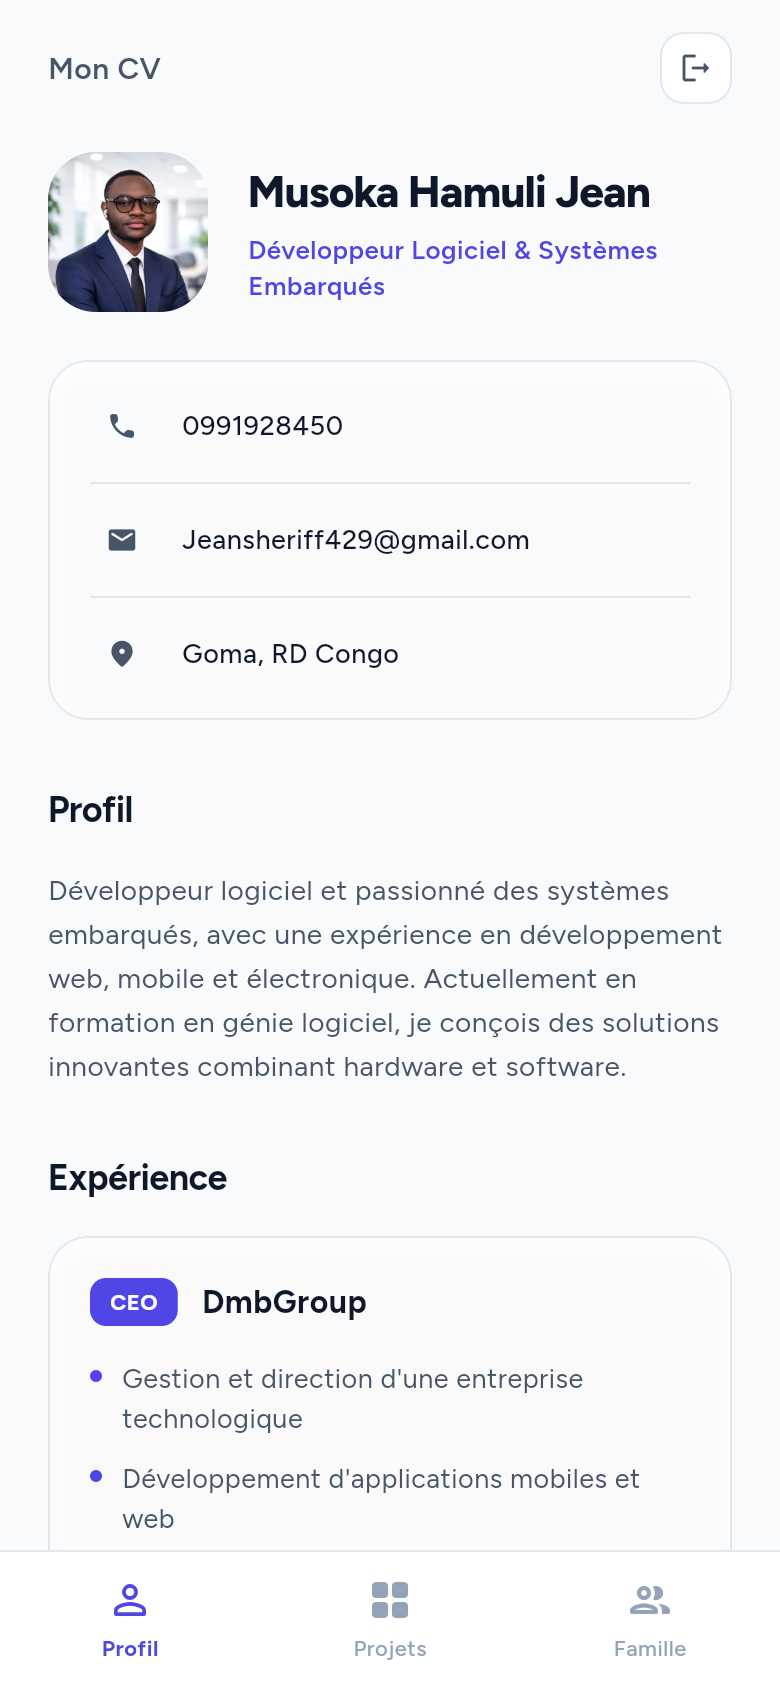 Mon CV
Musoka Hamuli Jean
Développeur Logiciel & Systèmes
Embarqués
0991928450
Jeansheriff429@gmail.com
Goma, RD Congo
Profil
Développeur logiciel et passionné des systèmes
embarqués, avec une expérience en développement
web, mobile et électronique. Actuellement en
formation en génie logiciel, je conçois des solutions
innovantes combinant hardware et software.
Expérience
CEO DmbGroup
Gestion et direction d'une entreprise
technologique
Développement d'applications mobiles et
web
Profil Projets Famille